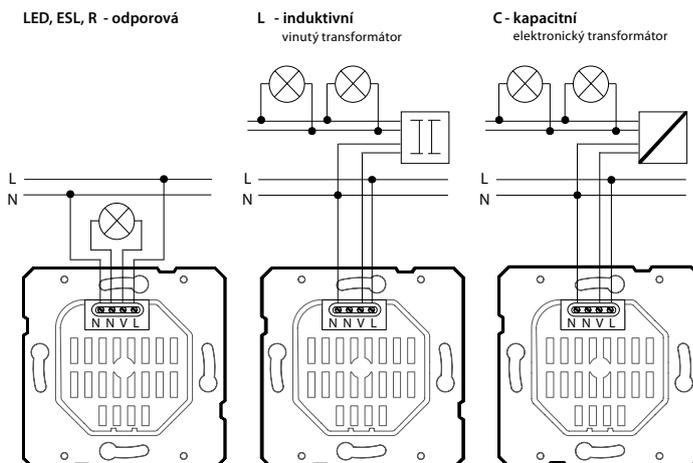 LED, ESL, R - odporová
L - induktivní
vinutý transformátor
C - kapacitní
elektronický transformátor
L
N
L
N
L
N
N N V L
N N V L
N N V L